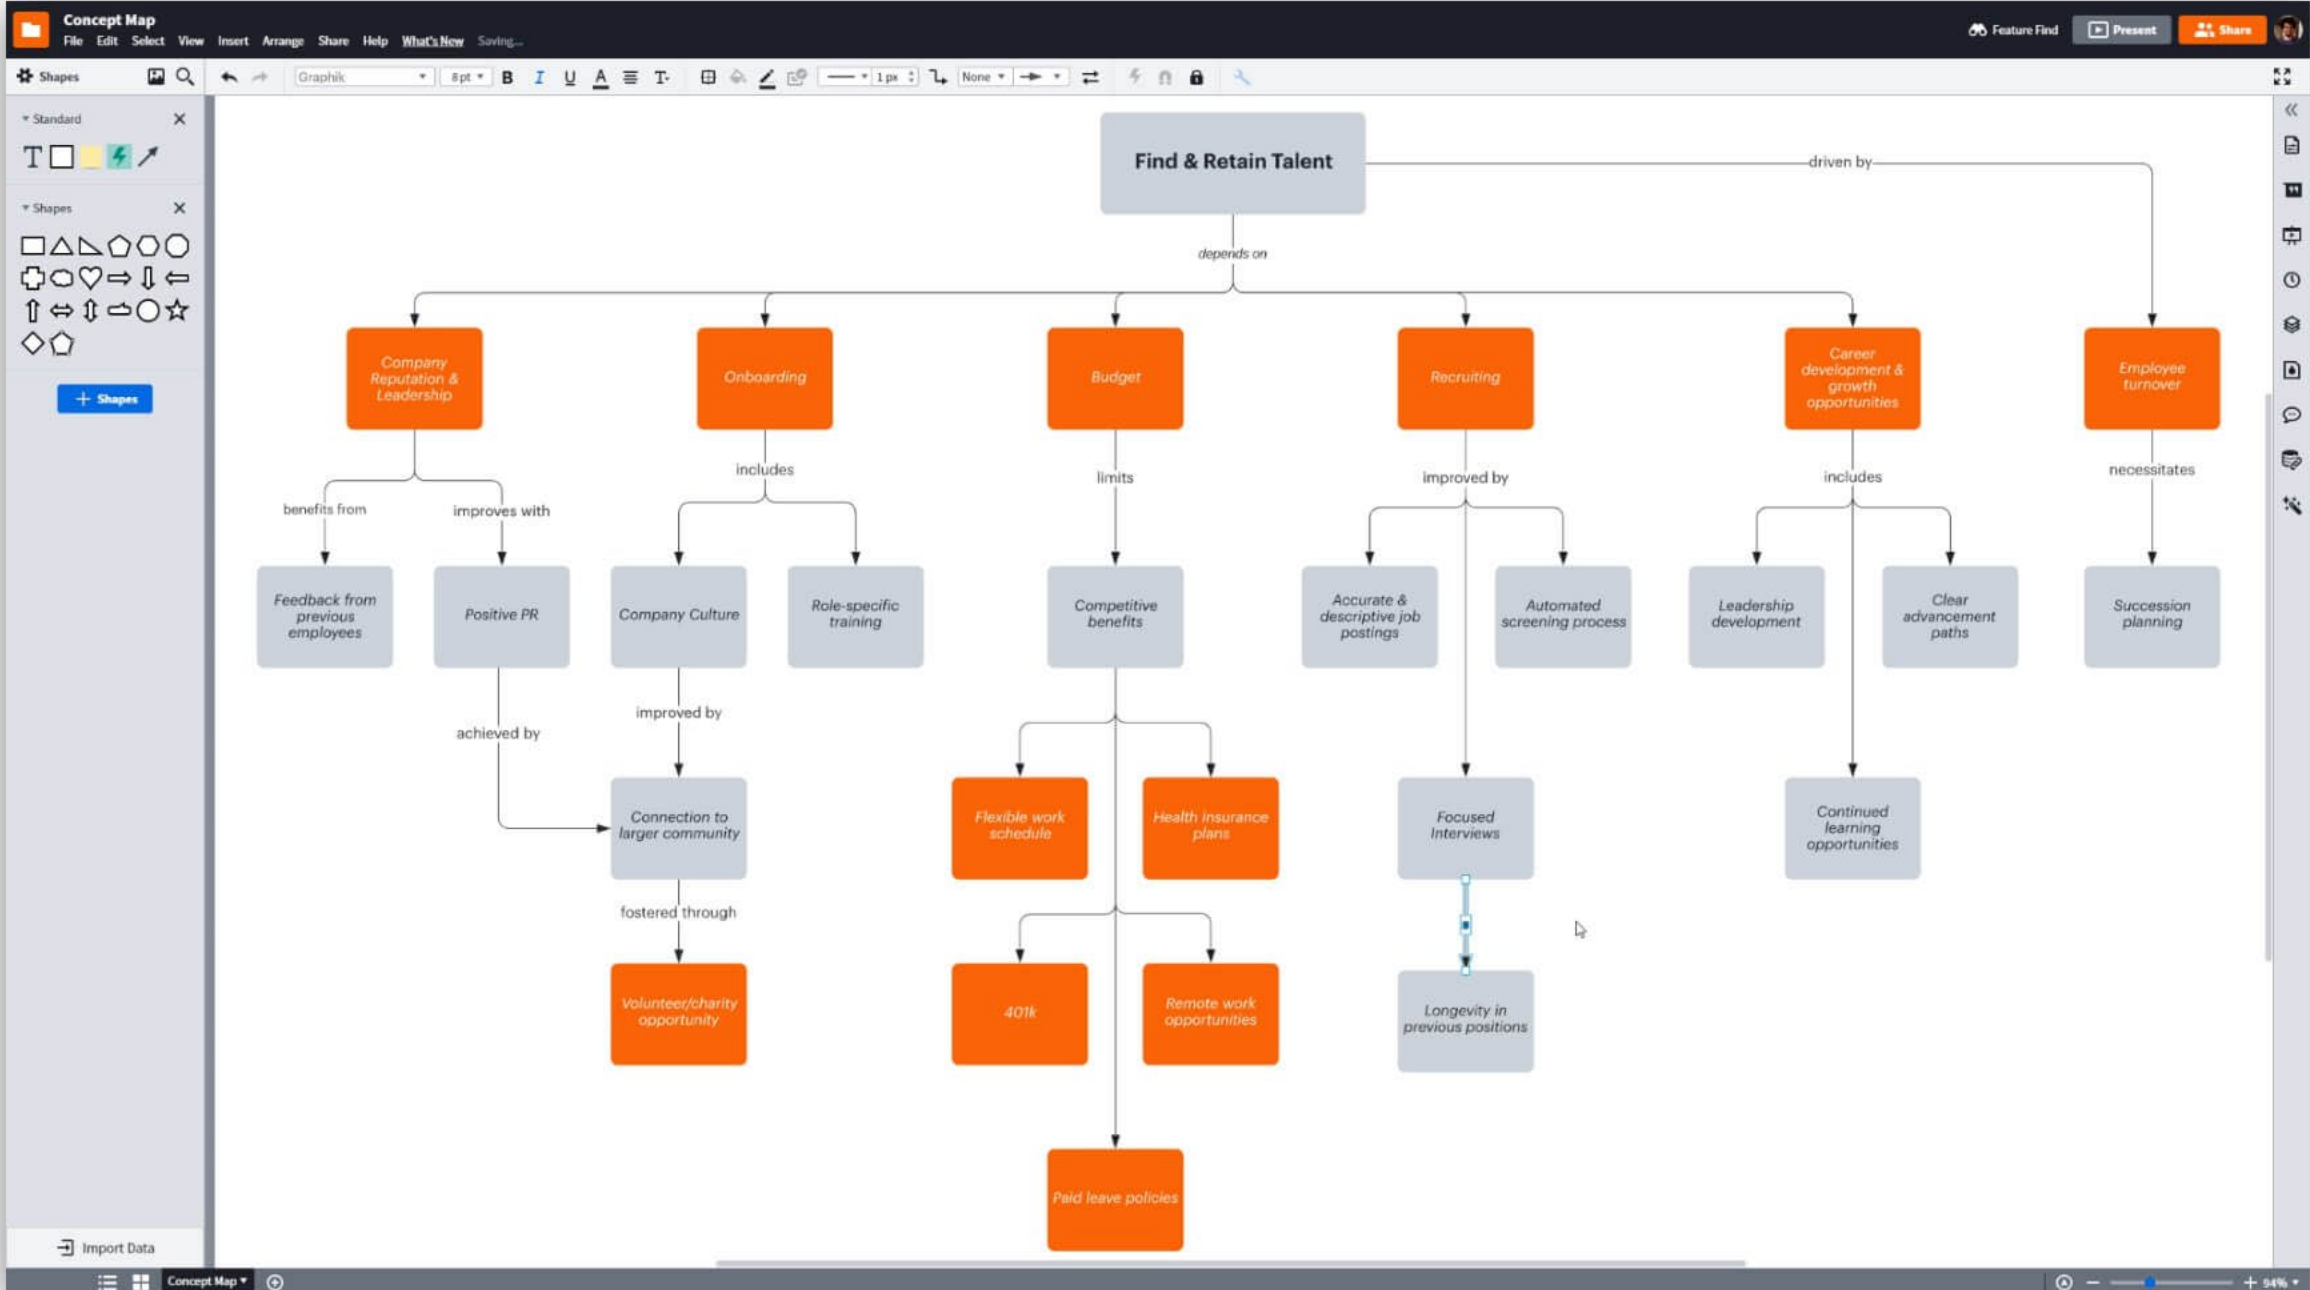 Concept Map
File Edit Select View Insert Arrange Share Help What's New Saving...
Feature Find
Present
Share
Shapes
Graphik
8 pt
B I U A T
1 px
None
Standard
T
Shapes
+ Shapes
Import Data
Find & Retain Talent
driven by
depends on
Company
Reputation &
Leadership
Onboarding
Budget
Recruiting
Career
development &
growth
opportunities
Employee
turnover
benefits from
improves with
includes
limits
improved by
includes
necessitates
Feedback from
previous
employees
Positive PR
Company Culture
Role-specific
training
Competitive
benefits
Accurate &
descriptive job
postings
Automated
screening process
Leadership
development
Clear
advancement
paths
Succession
planning
achieved by
improved by
Connection to
larger community
Flexible work
schedule
Health insurance
plans
Focused
Interviews
Continued
learning
opportunities
fostered through
Volunteer/charity
opportunity
401k
Remote work
opportunities
Longevity in
previous positions
Paid leave policies
Concept Map
94%